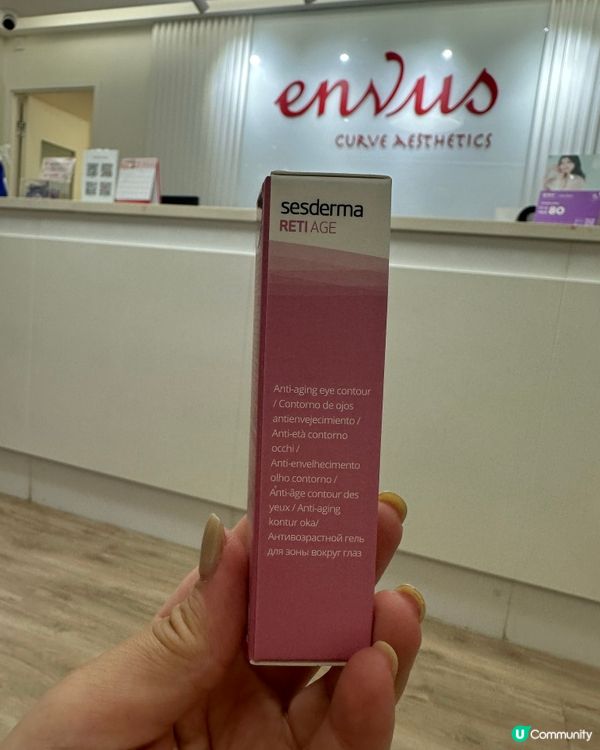 envus
CURVE AESTHETICS
80
sesderma
RETI AGE
Anti-aging eye contour
/ Contorno de ojos
antienvejecimiento /
Anti-età contorno
occhi /
Anti-envelhecimento
olho contorno /
Anti-âge contour des
yeux / Anti-aging
kontur oka/
Антивозрастной гель
для зоны вокруг глаз
U Community